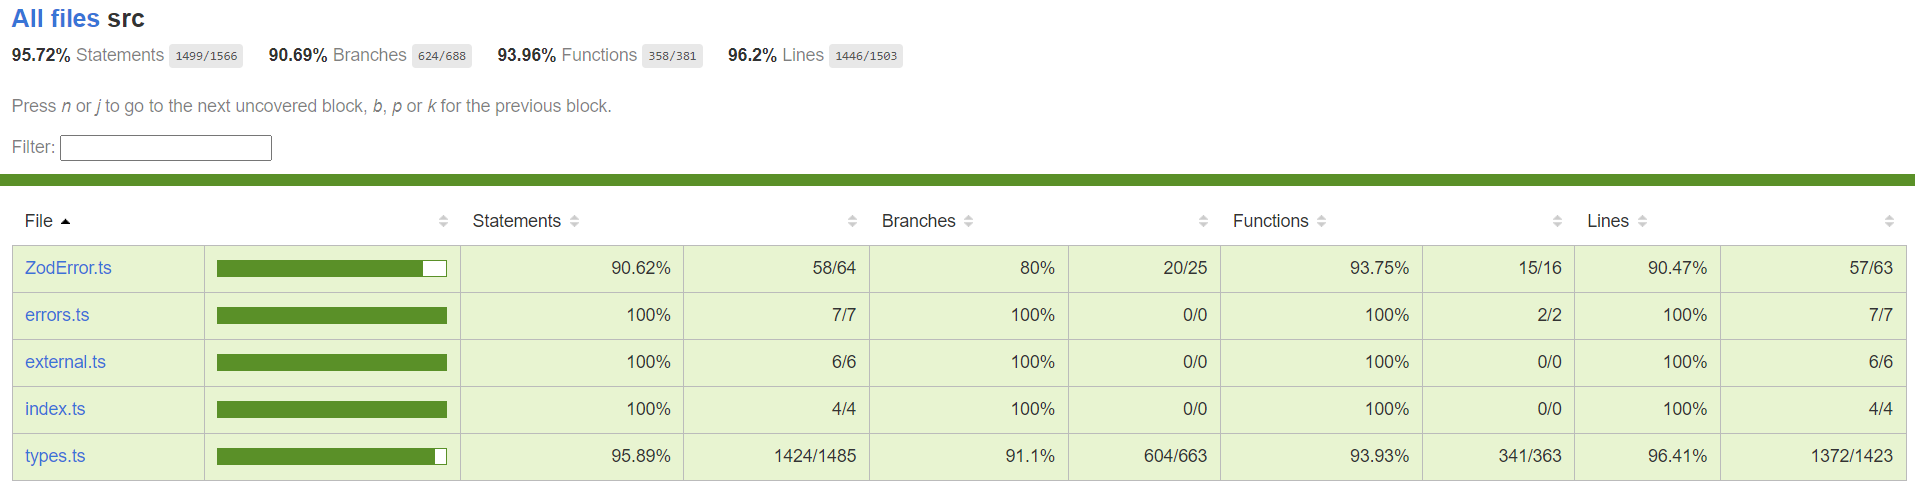 All files src
95.72% Statements 1499/1566 90.69% Branches 624/688 93.96% Functions 358/381 96.2% Lines 1446/1503
Press n or j to go to the next uncovered block, b, p or k for the previous block.
Filter:
File Statements Branches Functions Lines
ZodError.ts 90.62% 58/64 80% 20/25 93.75% 15/16 90.47% 57/63
errors.ts 100% 7/7 100% 0/0 100% 2/2 100% 7/7
external.ts 100% 6/6 100% 0/0 100% 0/0 100% 6/6
index.ts 100% 4/4 100% 0/0 100% 0/0 100% 4/4
types.ts 95.89% 1424/1485 91.1% 604/663 93.93% 341/363 96.41% 1372/1423